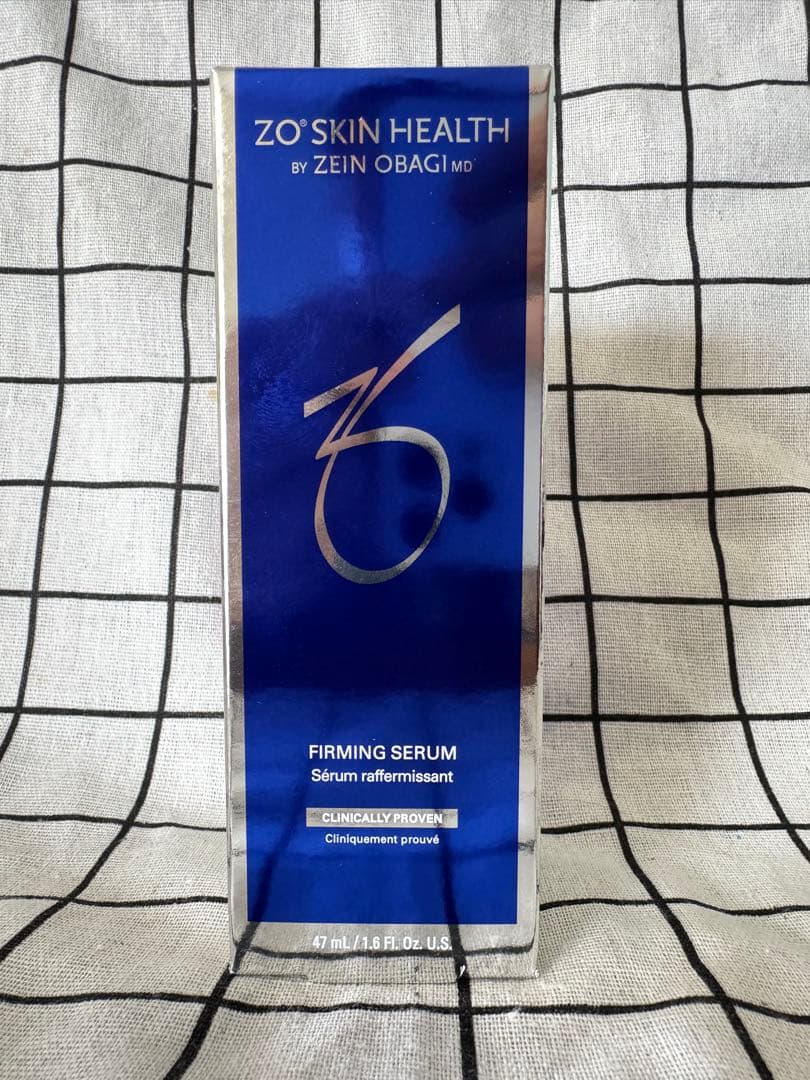 ZO® SKIN HEALTH
BY ZEIN OBAGI MD
ZO
FIRMING SERUM
Sérum raffermissant
CLINICALLY PROVEN
Cliniquement prouvé
47 mL / 1.6 Fl. Oz. U.S.